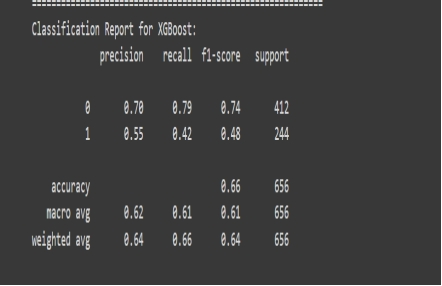 ============================================================
Classification Report for XGBoost:
precision recall f1-score support
0 0.70 0.79 0.74 412
1 0.55 0.42 0.48 244
accuracy 0.66 656
macro avg 0.62 0.61 0.61 656
weighted avg 0.64 0.66 0.64 656